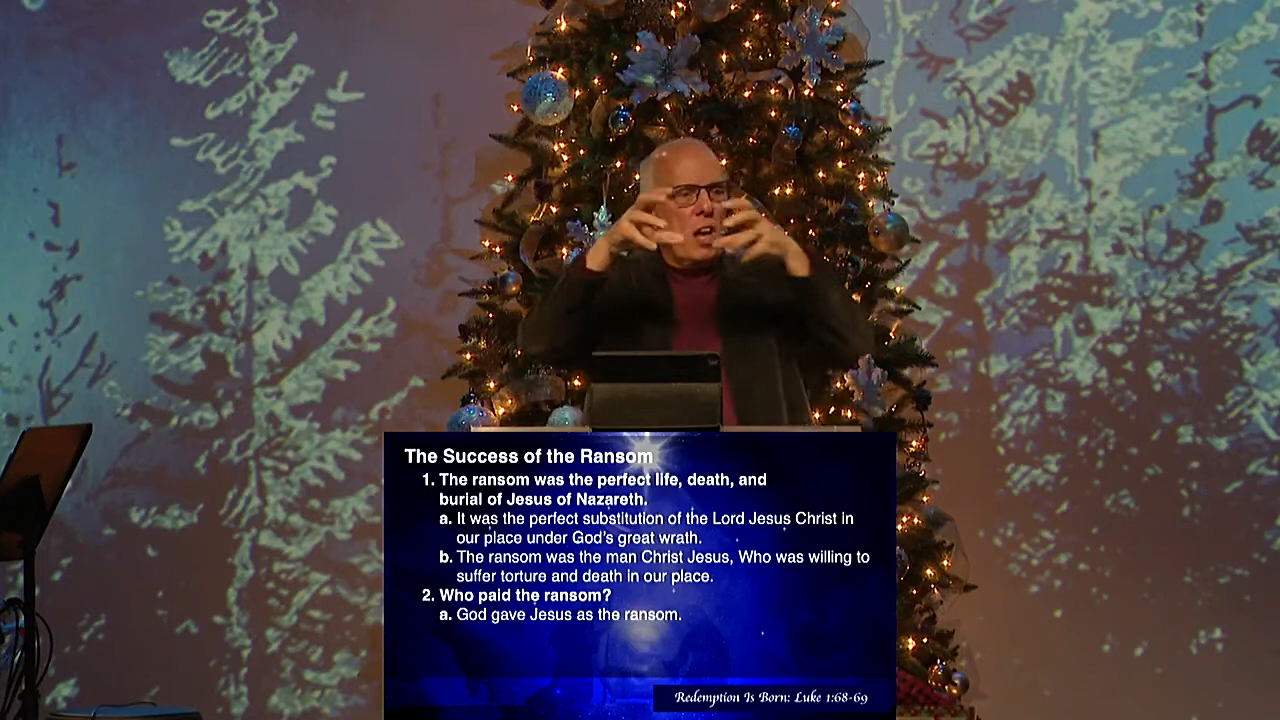 The Success of the Ransom
1. The ransom was the perfect life, death, and
burial of Jesus of Nazareth.
a. It was the perfect substitution of the Lord Jesus Christ in
our place under God's great wrath.
b. The ransom was the man Christ Jesus, Who was willing to
suffer torture and death in our place.
2. Who paid the ransom?
a. God gave Jesus as the ransom.
Redemption Is Born: Luke 1:68-69